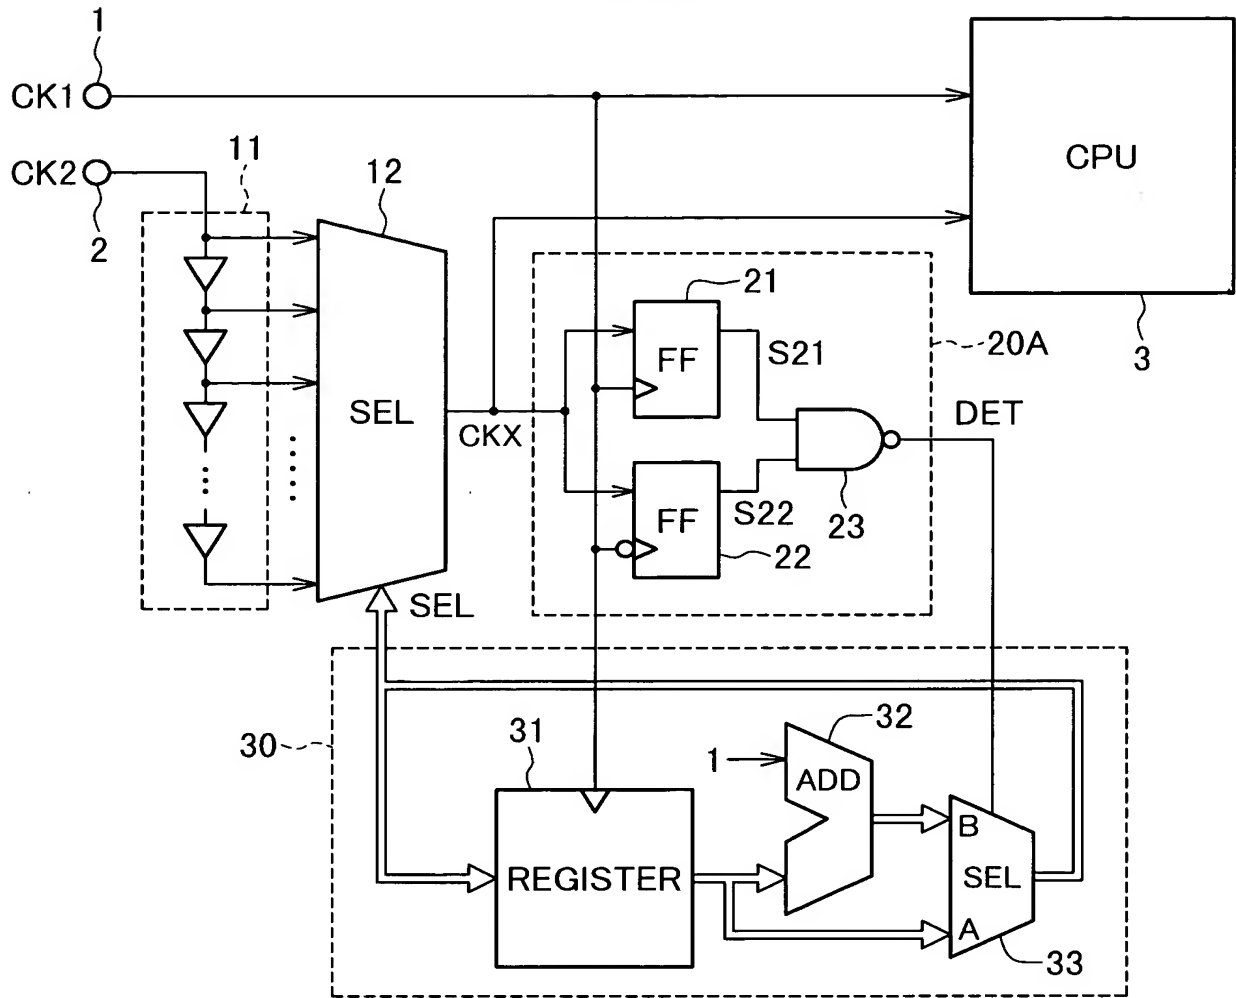 1
CK1
CK2
2
11
12
CPU
3
21
FF
S21
20A
SEL
CKX
DET
23
FF
S22
22
SEL
30
31
32
1
ADD
B
SEL
A
REGISTER
33